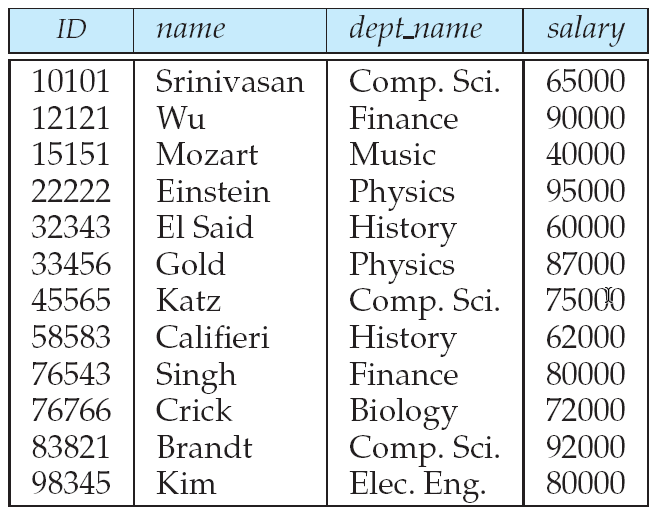 ID name dept_name salary
10101 Srinivasan Comp. Sci. 65000
12121 Wu Finance 90000
15151 Mozart Music 40000
22222 Einstein Physics 95000
32343 El Said History 60000
33456 Gold Physics 87000
45565 Katz Comp. Sci. 75000
58583 Califieri History 62000
76543 Singh Finance 80000
76766 Crick Biology 72000
83821 Brandt Comp. Sci. 92000
98345 Kim Elec. Eng. 80000